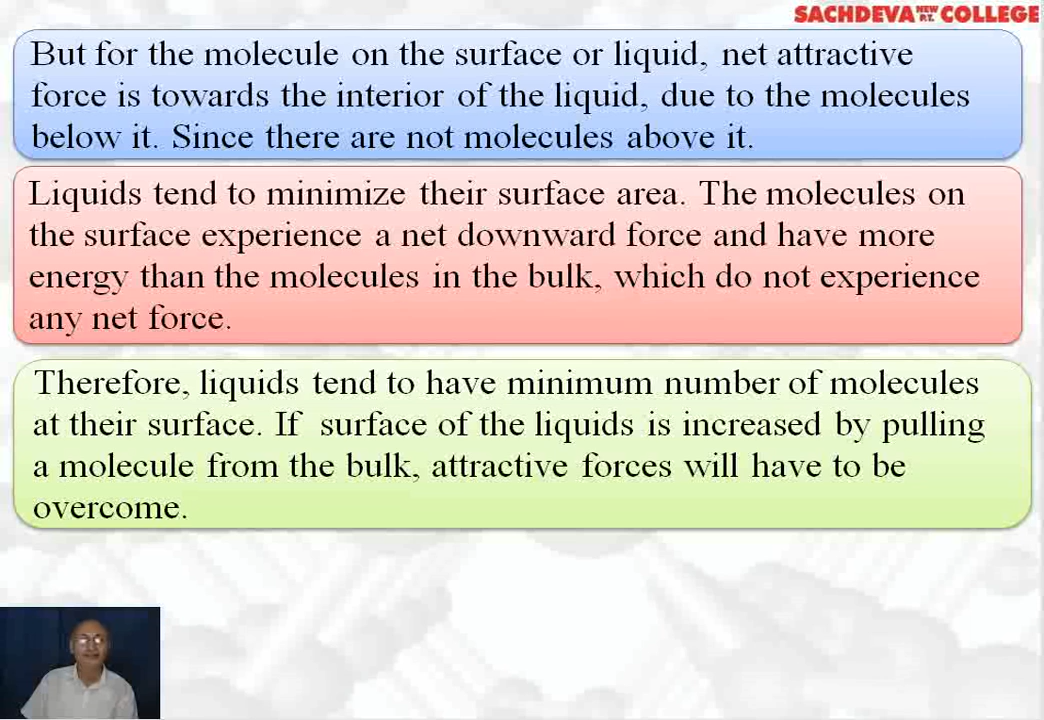 SACHDEVA NEW P.T. COLLEGE
But for the molecule on the surface or liquid, net attractive
force is towards the interior of the liquid, due to the molecules
below it. Since there are not molecules above it.
Liquids tend to minimize their surface area. The molecules on
the surface experience a net downward force and have more
energy than the molecules in the bulk, which do not experience
any net force.
Therefore, liquids tend to have minimum number of molecules
at their surface. If surface of the liquids is increased by pulling
a molecule from the bulk, attractive forces will have to be
overcome.